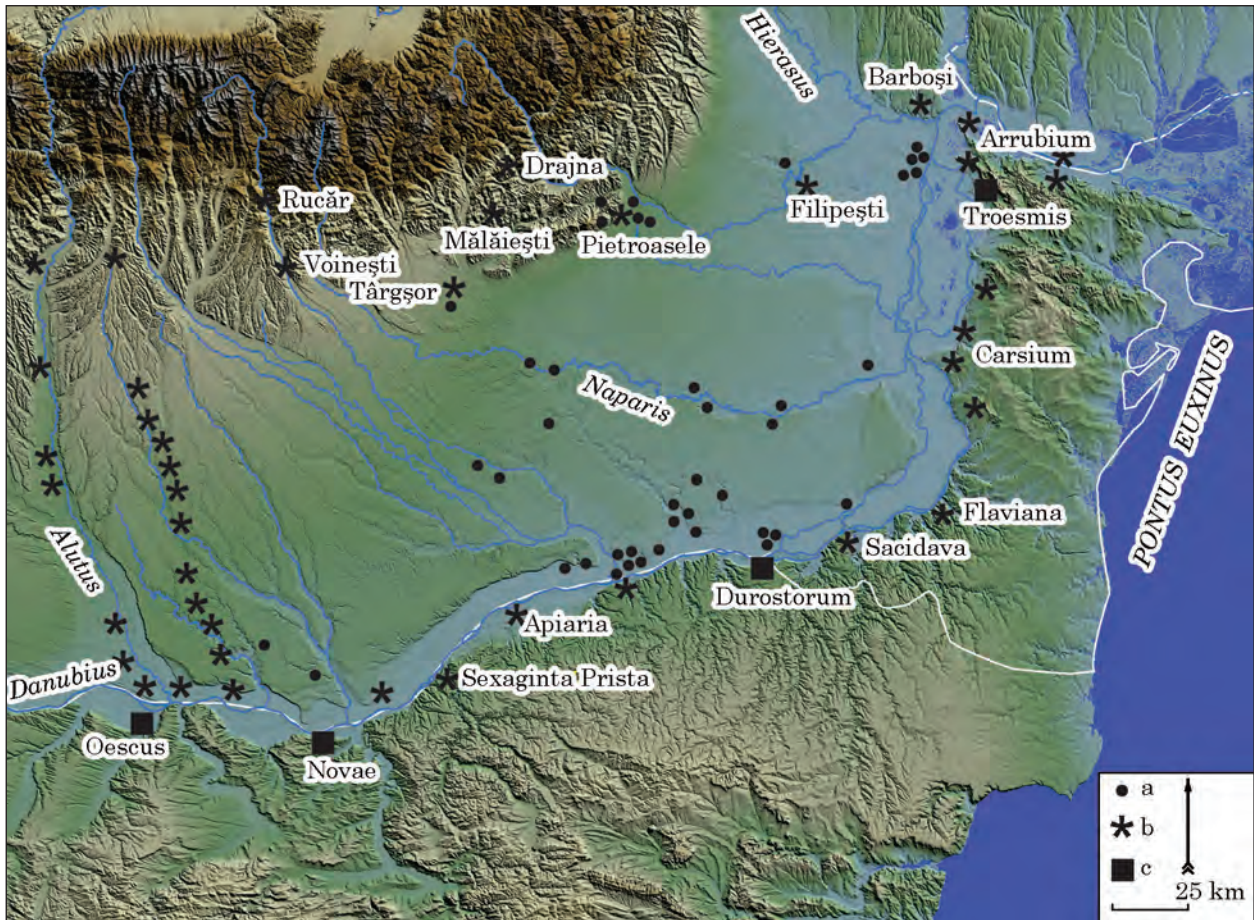 Hierasus
Barboşi
Arrubium
Drajna
Rucăr
Filipeşti
Troesmis
Mălăieşti
Pietroasele
Voineşti
Târgşor
Carsium
Naparis
PONTUS EUXINUS
Flaviana
Alutus
Sacidava
Durostorum
Apiaria
Danubius
Sexaginta Prista
Oescus
Novae
a
b
c
25 km